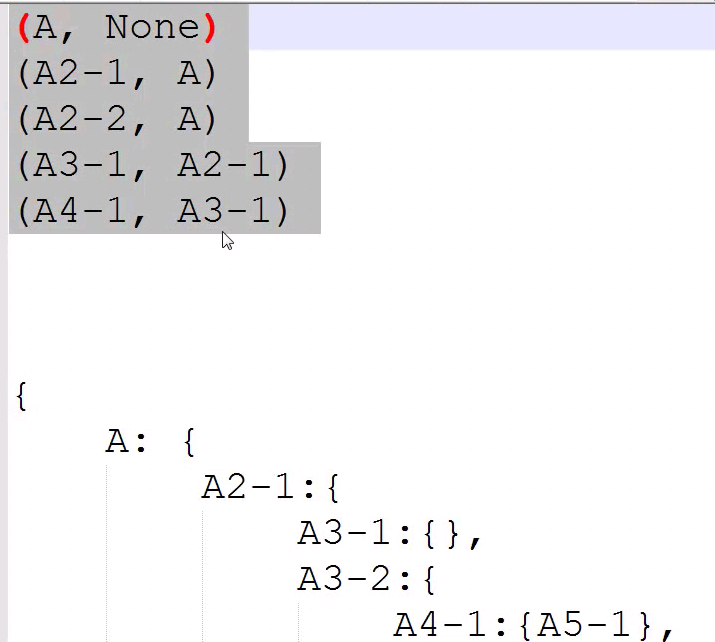 (A, None)
(A2-1, A)
(A2-2, A)
(A3-1, A2-1)
(A4-1, A3-1)
{
A: {
A2-1:{
A3-1:{},
A3-2:{
A4-1:{A5-1},